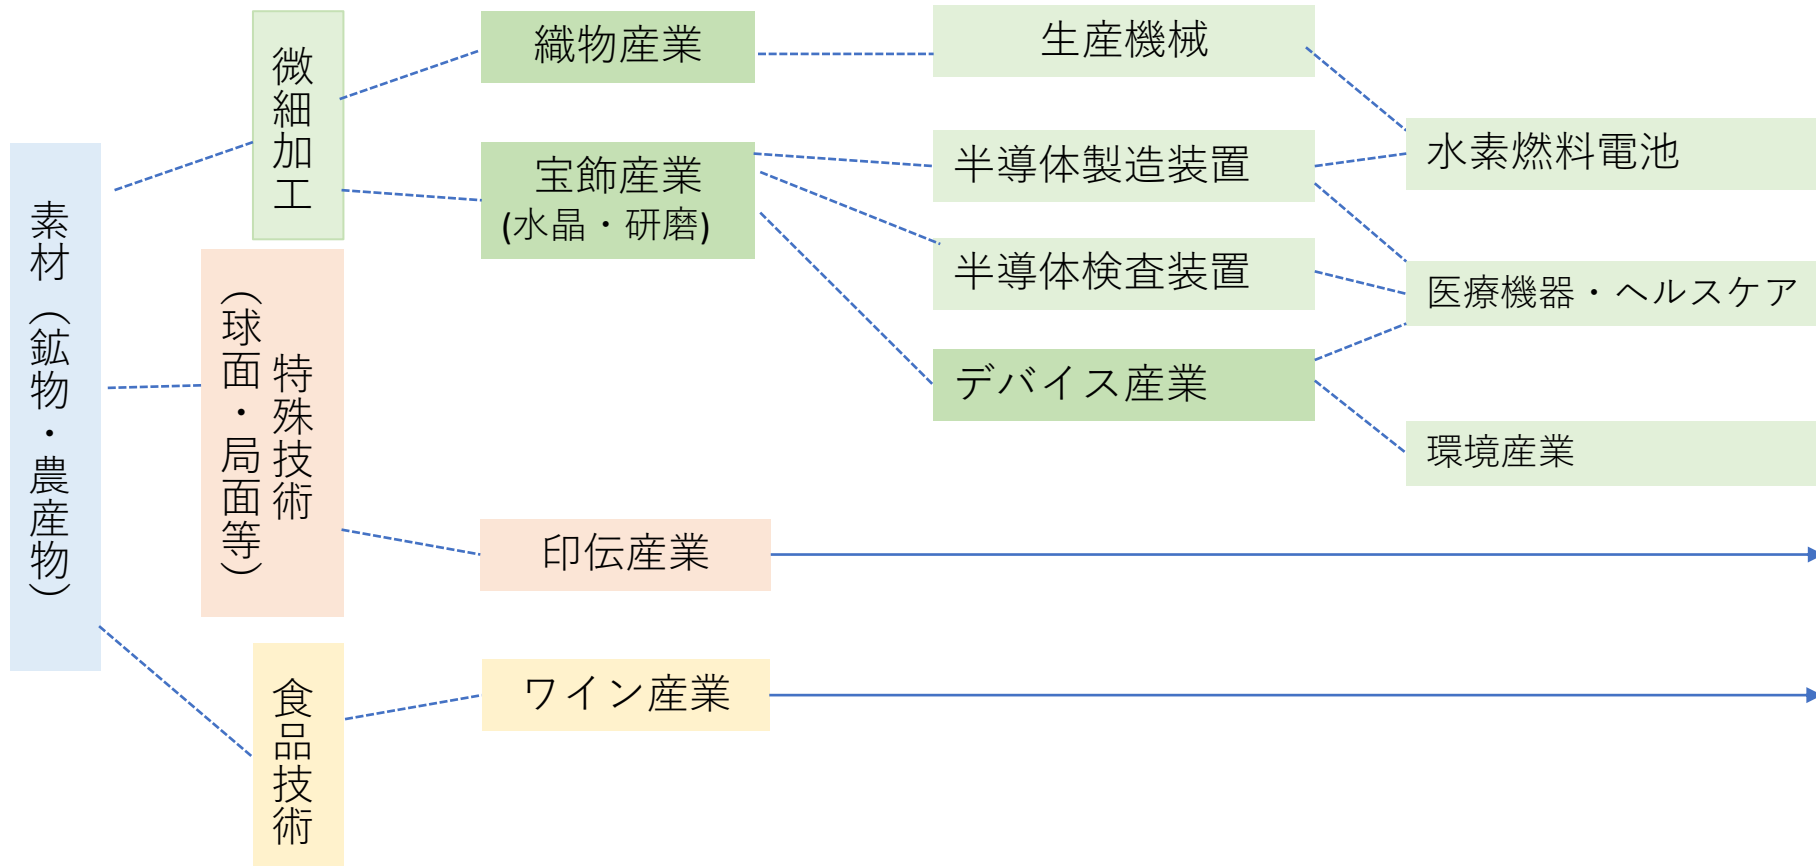 素材（鉱物・農産物）
微細加工
特殊技術
（球面・局面等）
食品技術
織物産業
宝飾産業
(水晶・研磨)
印伝産業
ワイン産業
生産機械
半導体製造装置
半導体検査装置
デバイス産業
水素燃料電池
医療機器・ヘルスケア
環境産業